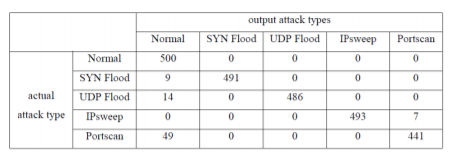 output attack types
Normal SYN Flood UDP Flood IPsweep Portscan
actual attack type
Normal 500 0 0 0 0
SYN Flood 9 491 0 0 0
UDP Flood 14 0 486 0 0
IPsweep 0 0 0 493 7
Portscan 49 0 0 0 441